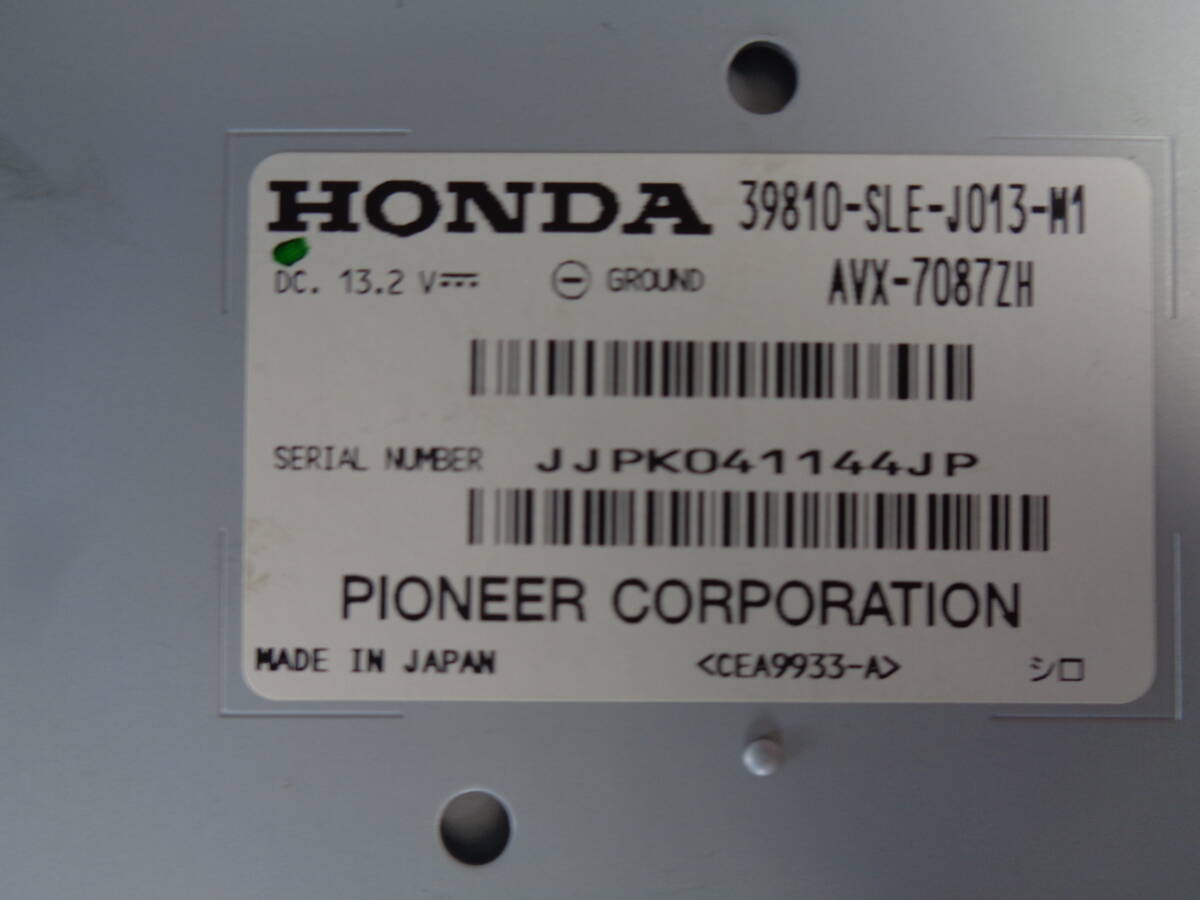 HONDA 39810-SLE-J013-M1
DC. 13.2 V⎓ ⊖ GROUND AVX-7087ZH
SERIAL NUMBER JJPK041144JP
PIONEER CORPORATION
MADE IN JAPAN <CEA9933-A> シロ